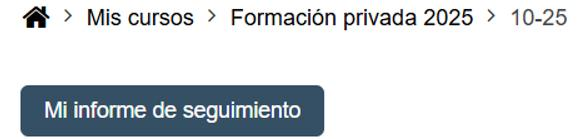 Mis cursos > Formación privada 2025 > 10-25
Mi informe de seguimiento